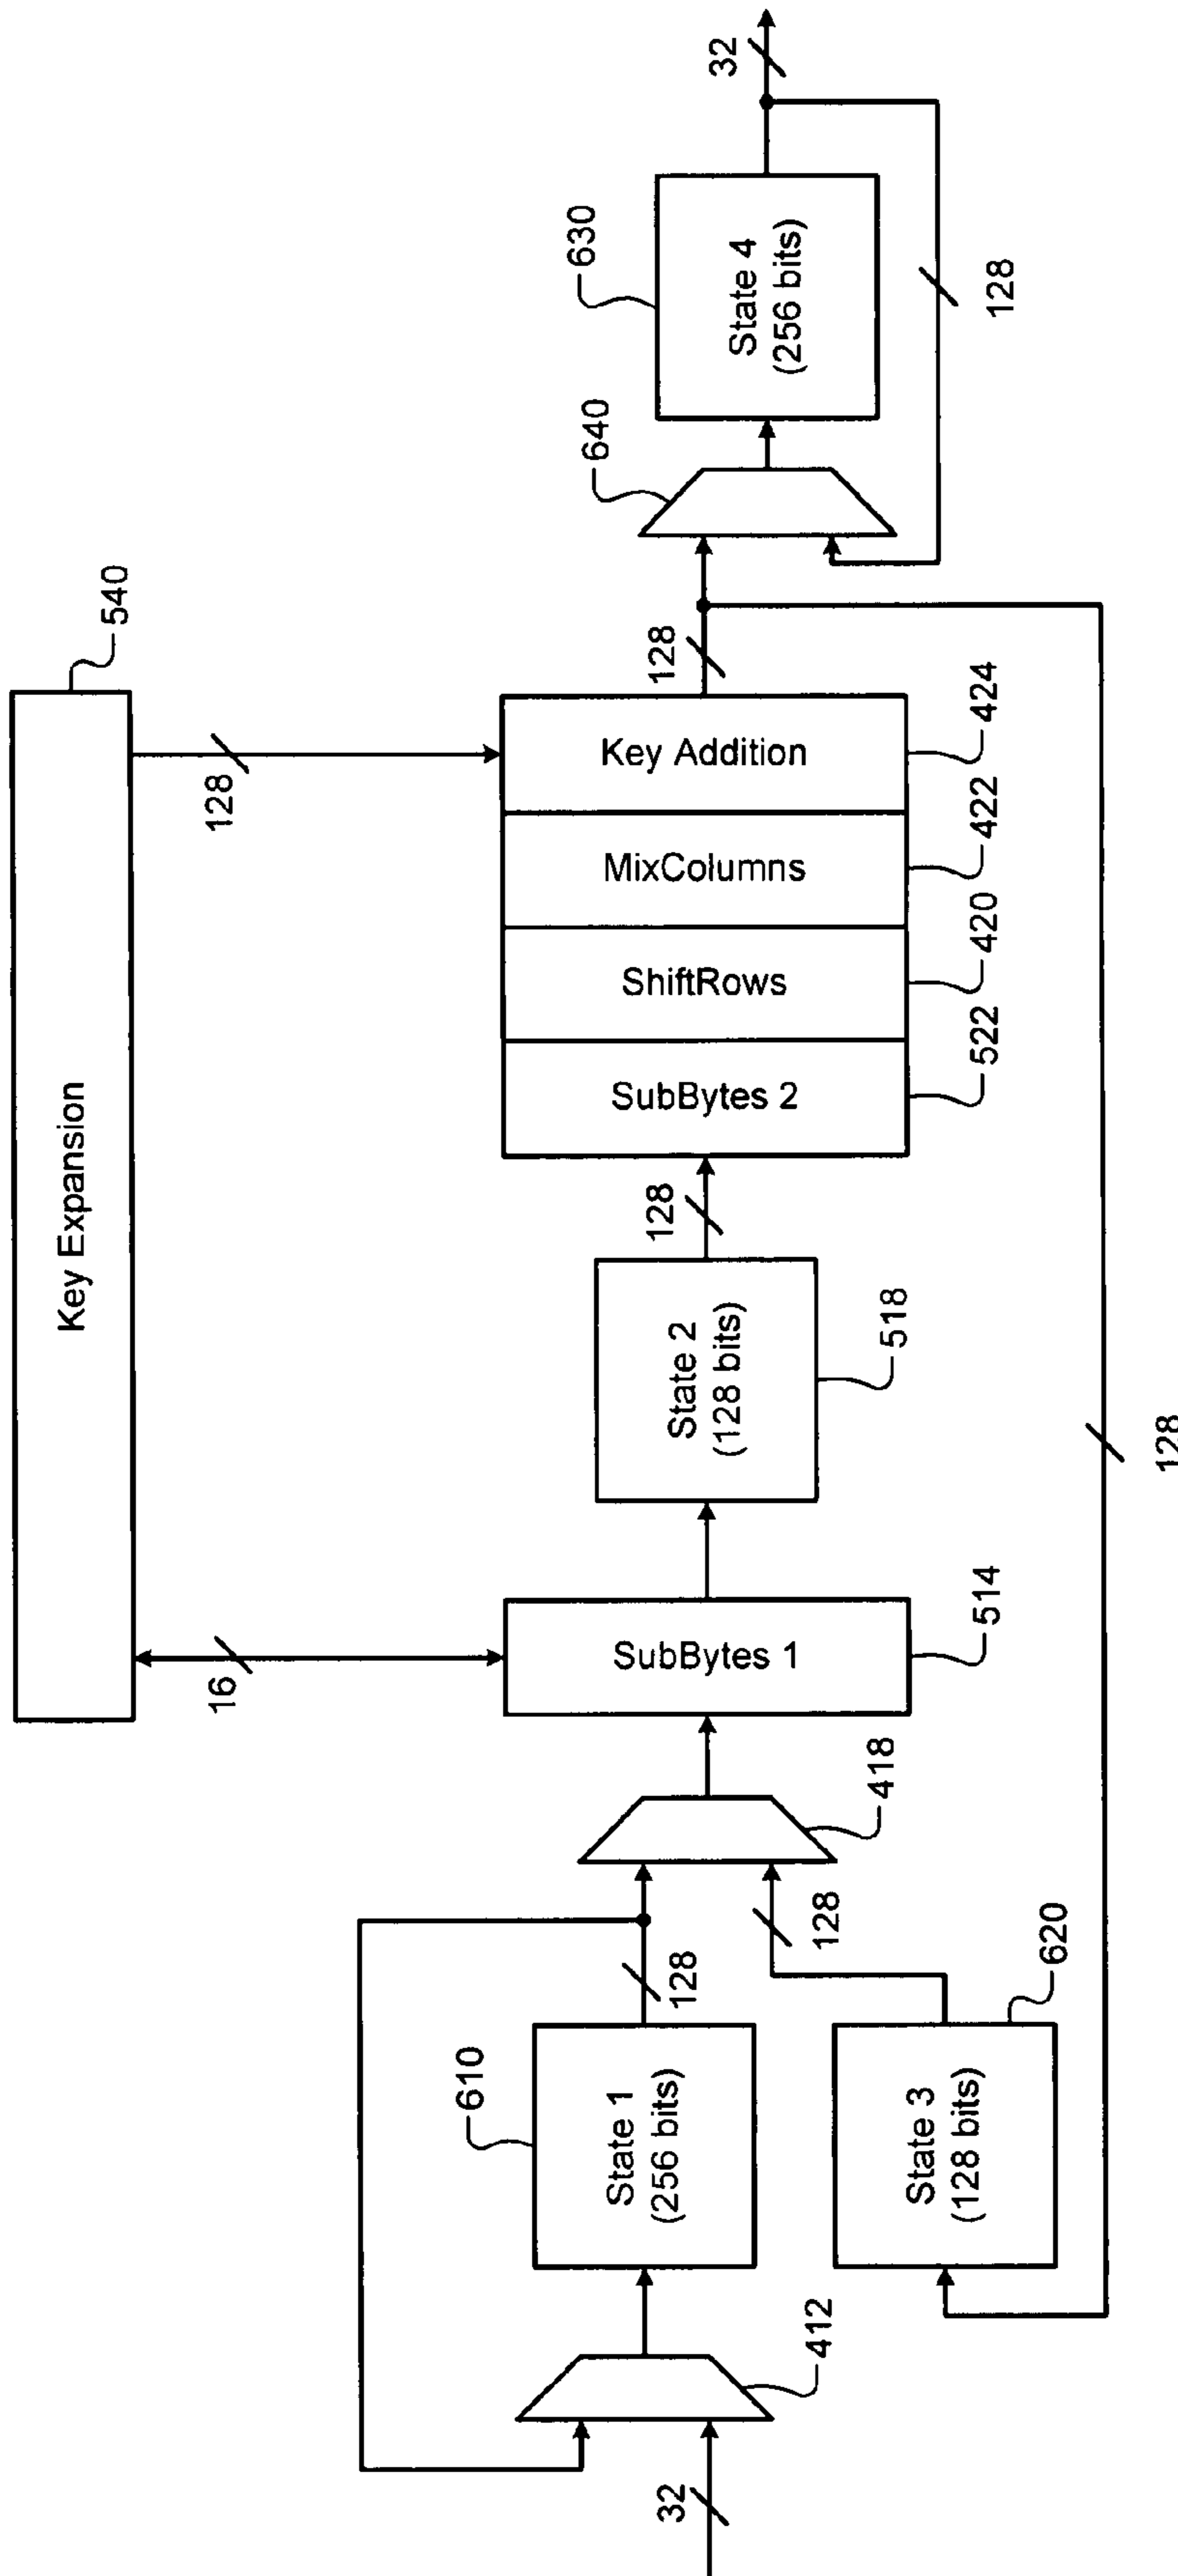 Key Expansion
540
16
128
32
412
State 1
(256 bits)
610
128
State 3
(128 bits)
620
128
418
SubBytes 1
514
State 2
(128 bits)
518
128
SubBytes 2
522
ShiftRows
420
MixColumns
422
Key Addition
424
128
128
640
State 4
(256 bits)
630
128
32